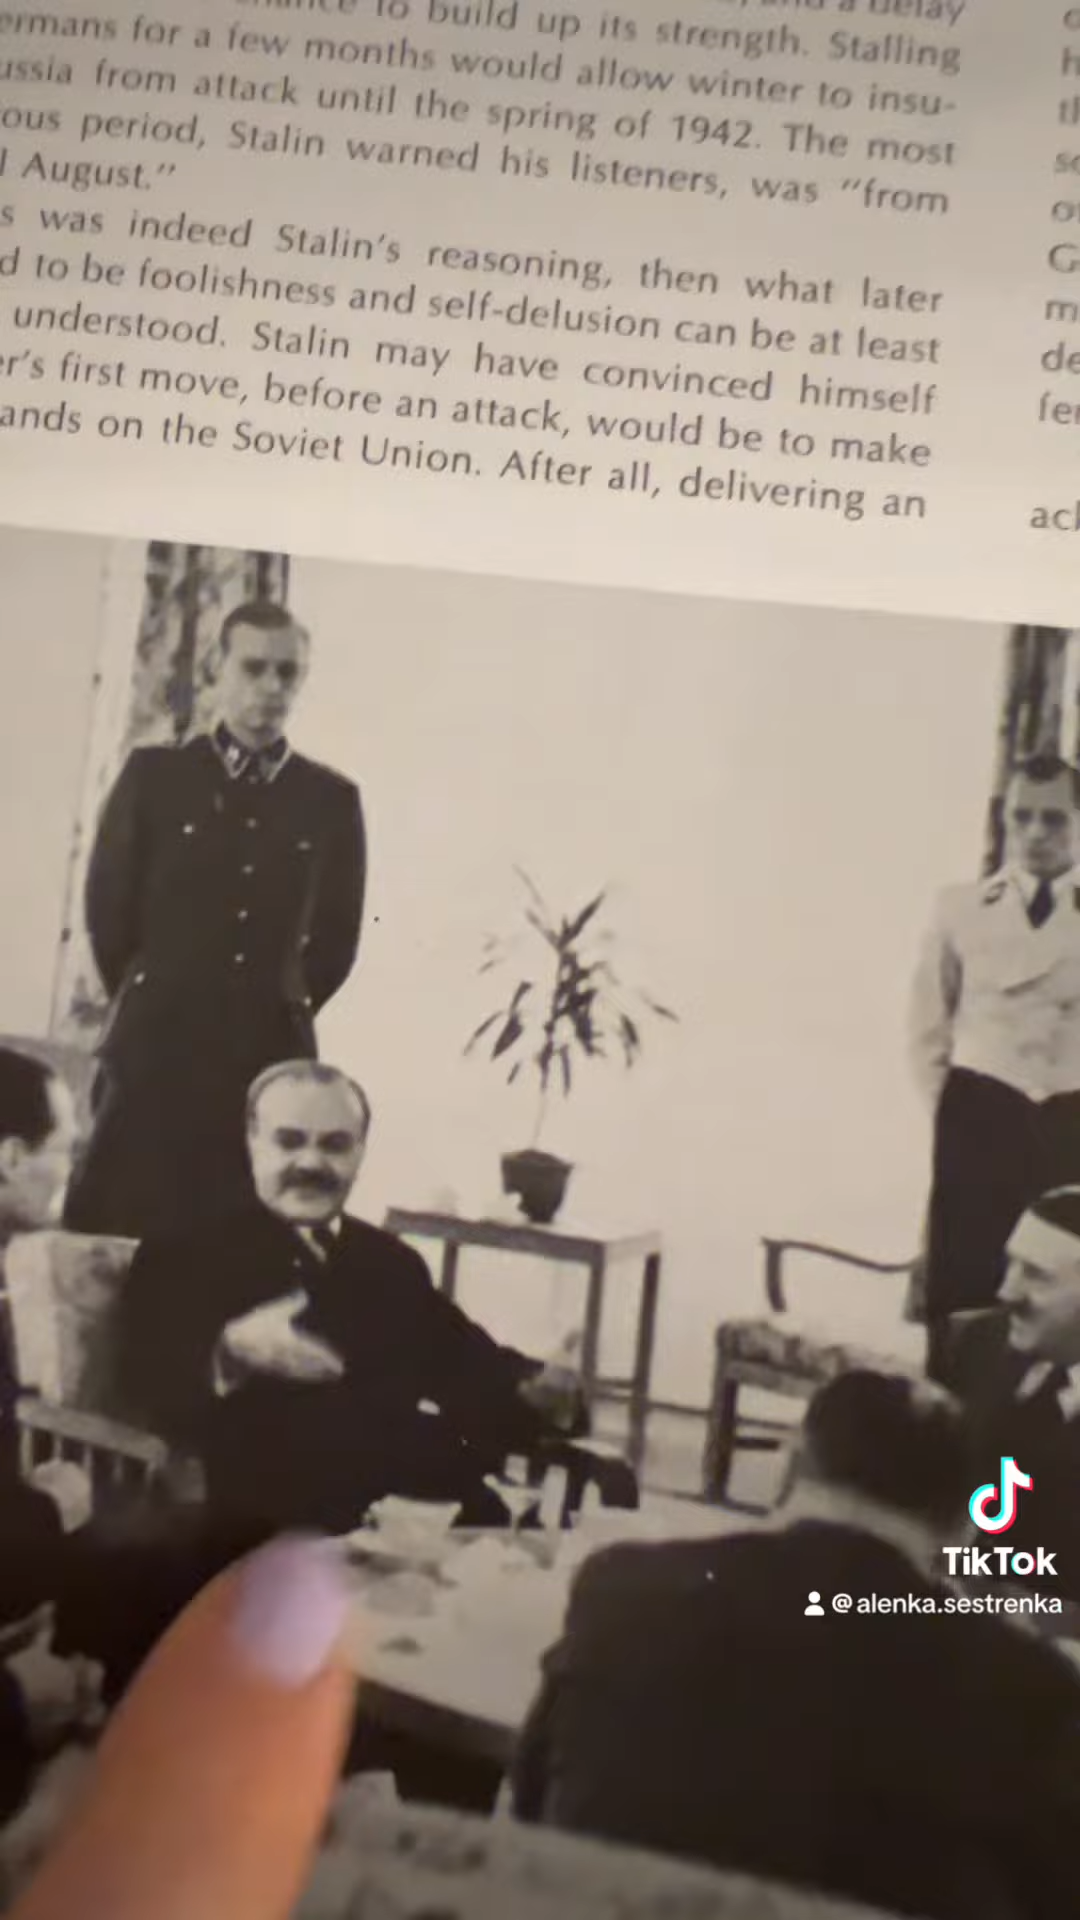 to build up its strength. Stalling
ermans for a few months would allow winter to insu-
ussia from attack until the spring of 1942. The most
ous period, Stalin warned his listeners, was "from
l August."
s was indeed Stalin's reasoning, then what later
d to be foolishness and self-delusion can be at least
understood. Stalin may have convinced himself
er's first move, before an attack, would be to make
ands on the Soviet Union. After all, delivering an
TikTok
@alenka.sestrenka